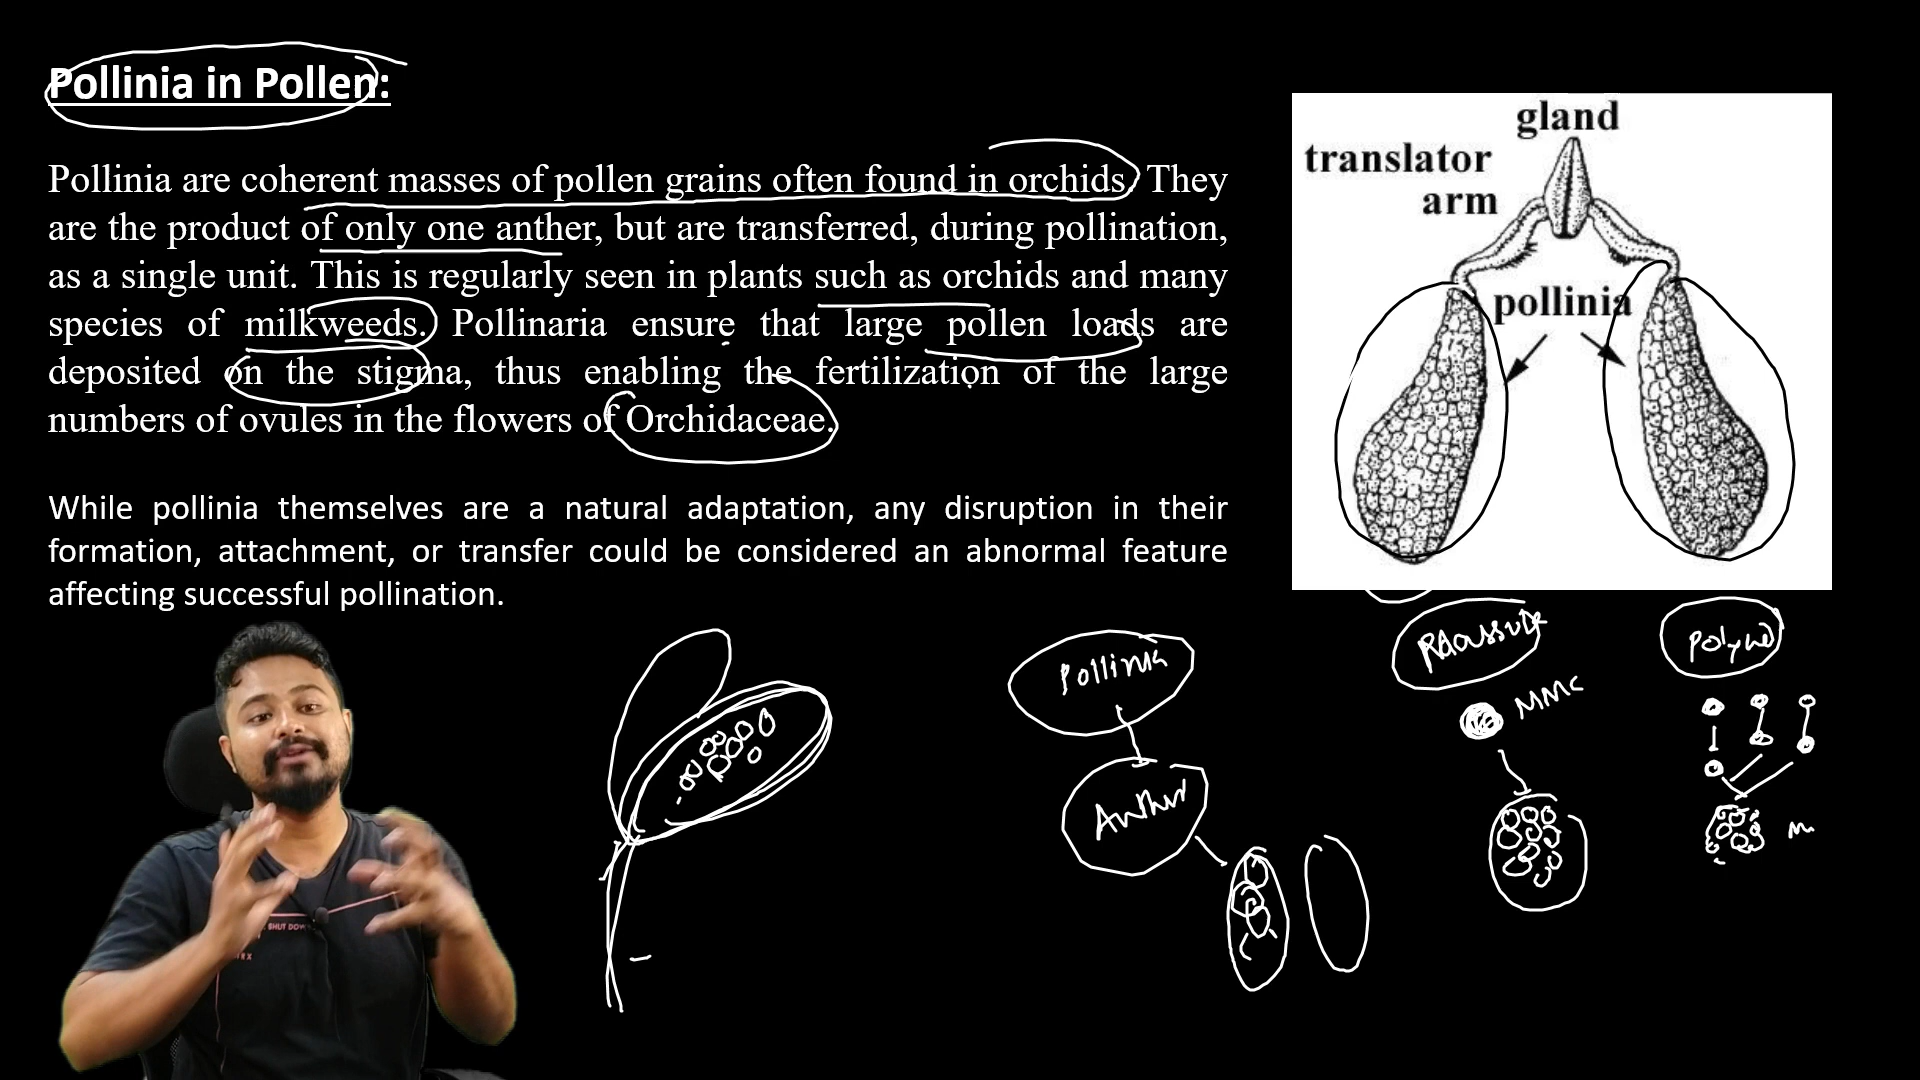 Pollinia in Pollen:
Pollinia are coherent masses of pollen grains often found in orchids. They
are the product of only one anther, but are transferred, during pollination,
as a single unit. This is regularly seen in plants such as orchids and many
species of milkweeds. Pollinaria ensure that large pollen loads are
deposited on the stigma, thus enabling the fertilization of the large
numbers of ovules in the flowers of Orchidaceae.
While pollinia themselves are a natural adaptation, any disruption in their
formation, attachment, or transfer could be considered an abnormal feature
affecting successful pollination.
gland
translator
arm
pollinia
Pollinia
MMC
SHUT DOW